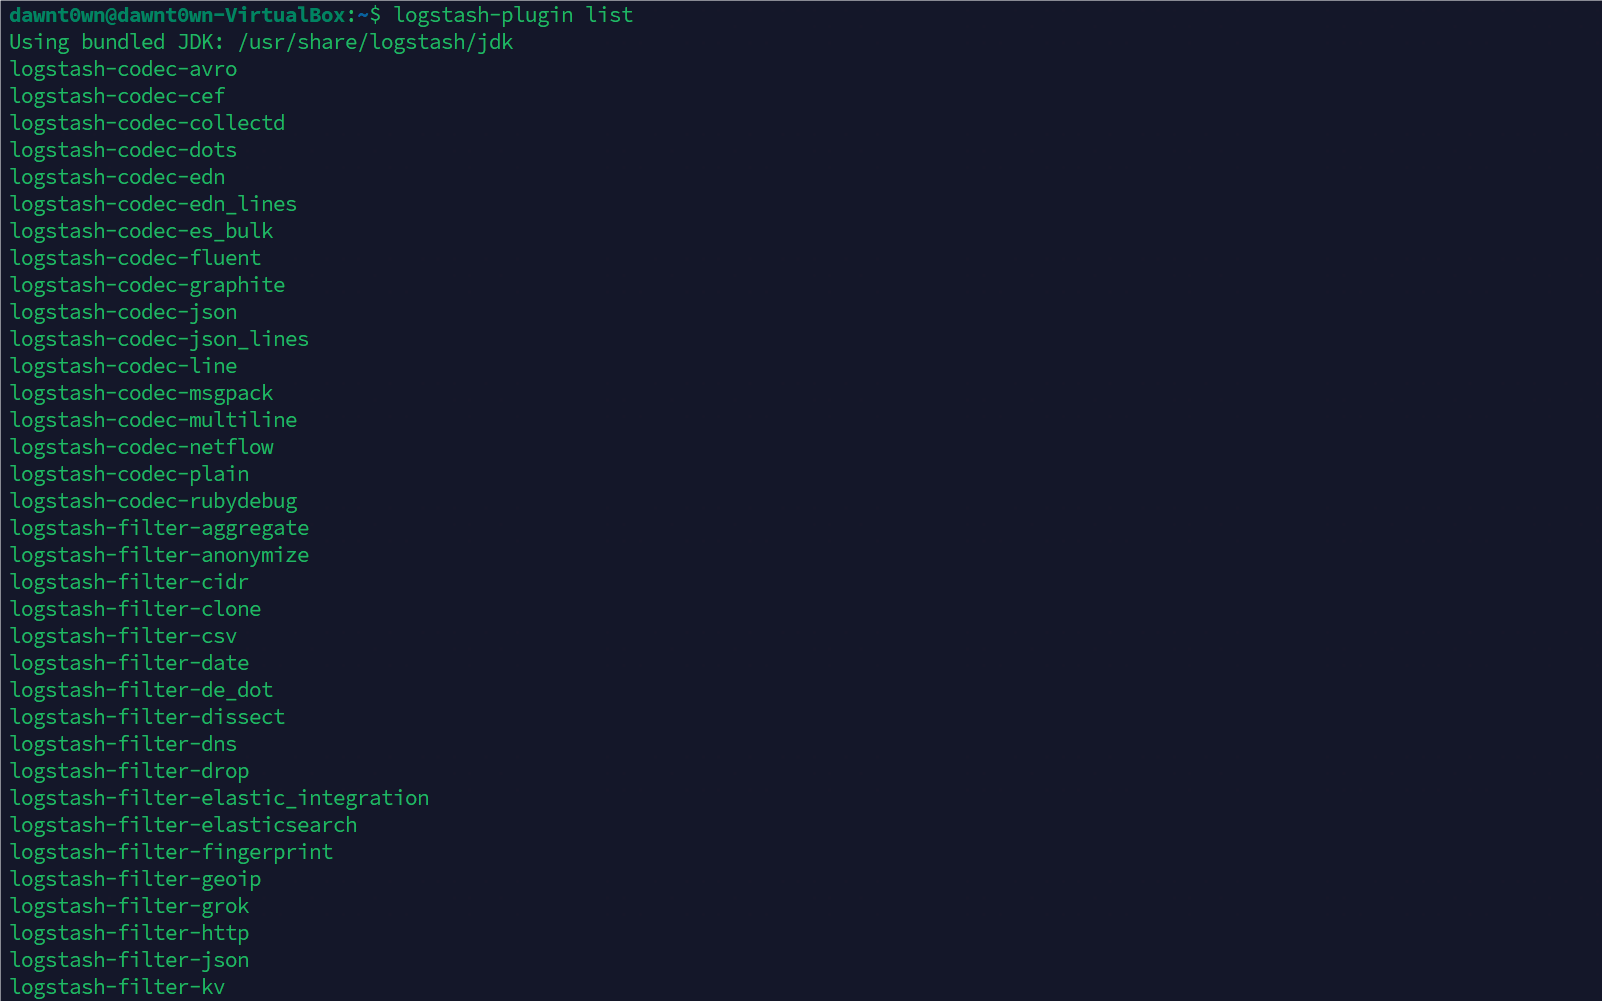 dawnt0wn@dawnt0wn-VirtualBox:~$ logstash-plugin list
Using bundled JDK: /usr/share/logstash/jdk
logstash-codec-avro
logstash-codec-cef
logstash-codec-collectd
logstash-codec-dots
logstash-codec-edn
logstash-codec-edn_lines
logstash-codec-es_bulk
logstash-codec-fluent
logstash-codec-graphite
logstash-codec-json
logstash-codec-json_lines
logstash-codec-line
logstash-codec-msgpack
logstash-codec-multiline
logstash-codec-netflow
logstash-codec-plain
logstash-codec-rubydebug
logstash-filter-aggregate
logstash-filter-anonymize
logstash-filter-cidr
logstash-filter-clone
logstash-filter-csv
logstash-filter-date
logstash-filter-de_dot
logstash-filter-dissect
logstash-filter-dns
logstash-filter-drop
logstash-filter-elastic_integration
logstash-filter-elasticsearch
logstash-filter-fingerprint
logstash-filter-geoip
logstash-filter-grok
logstash-filter-http
logstash-filter-json
logstash-filter-kv